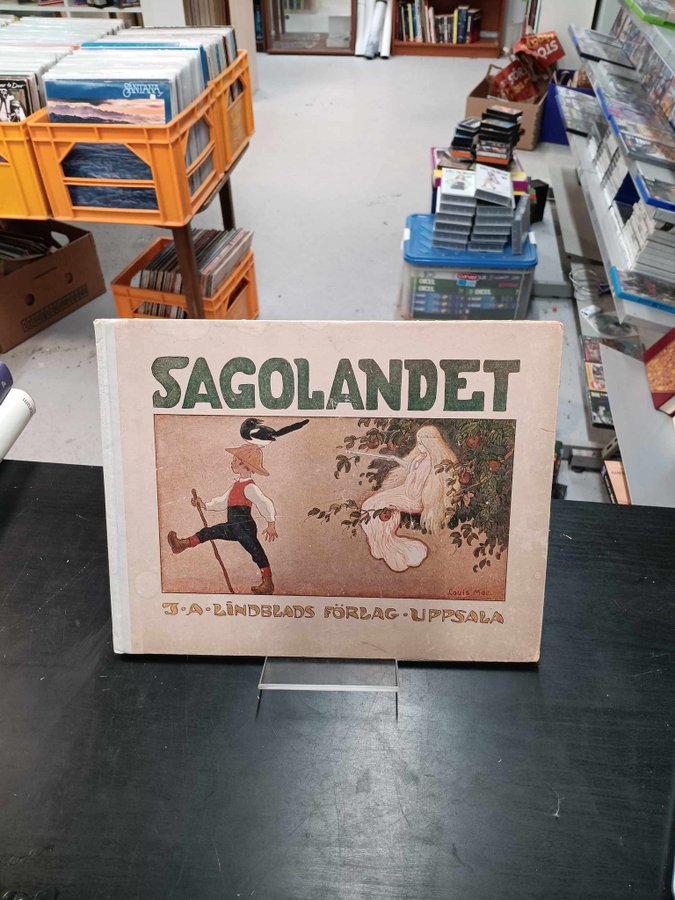 SANTANA
SAGOLANDET
Louis Moe.
J·A·LINDBLADS FÖRLAG·UPPSALA